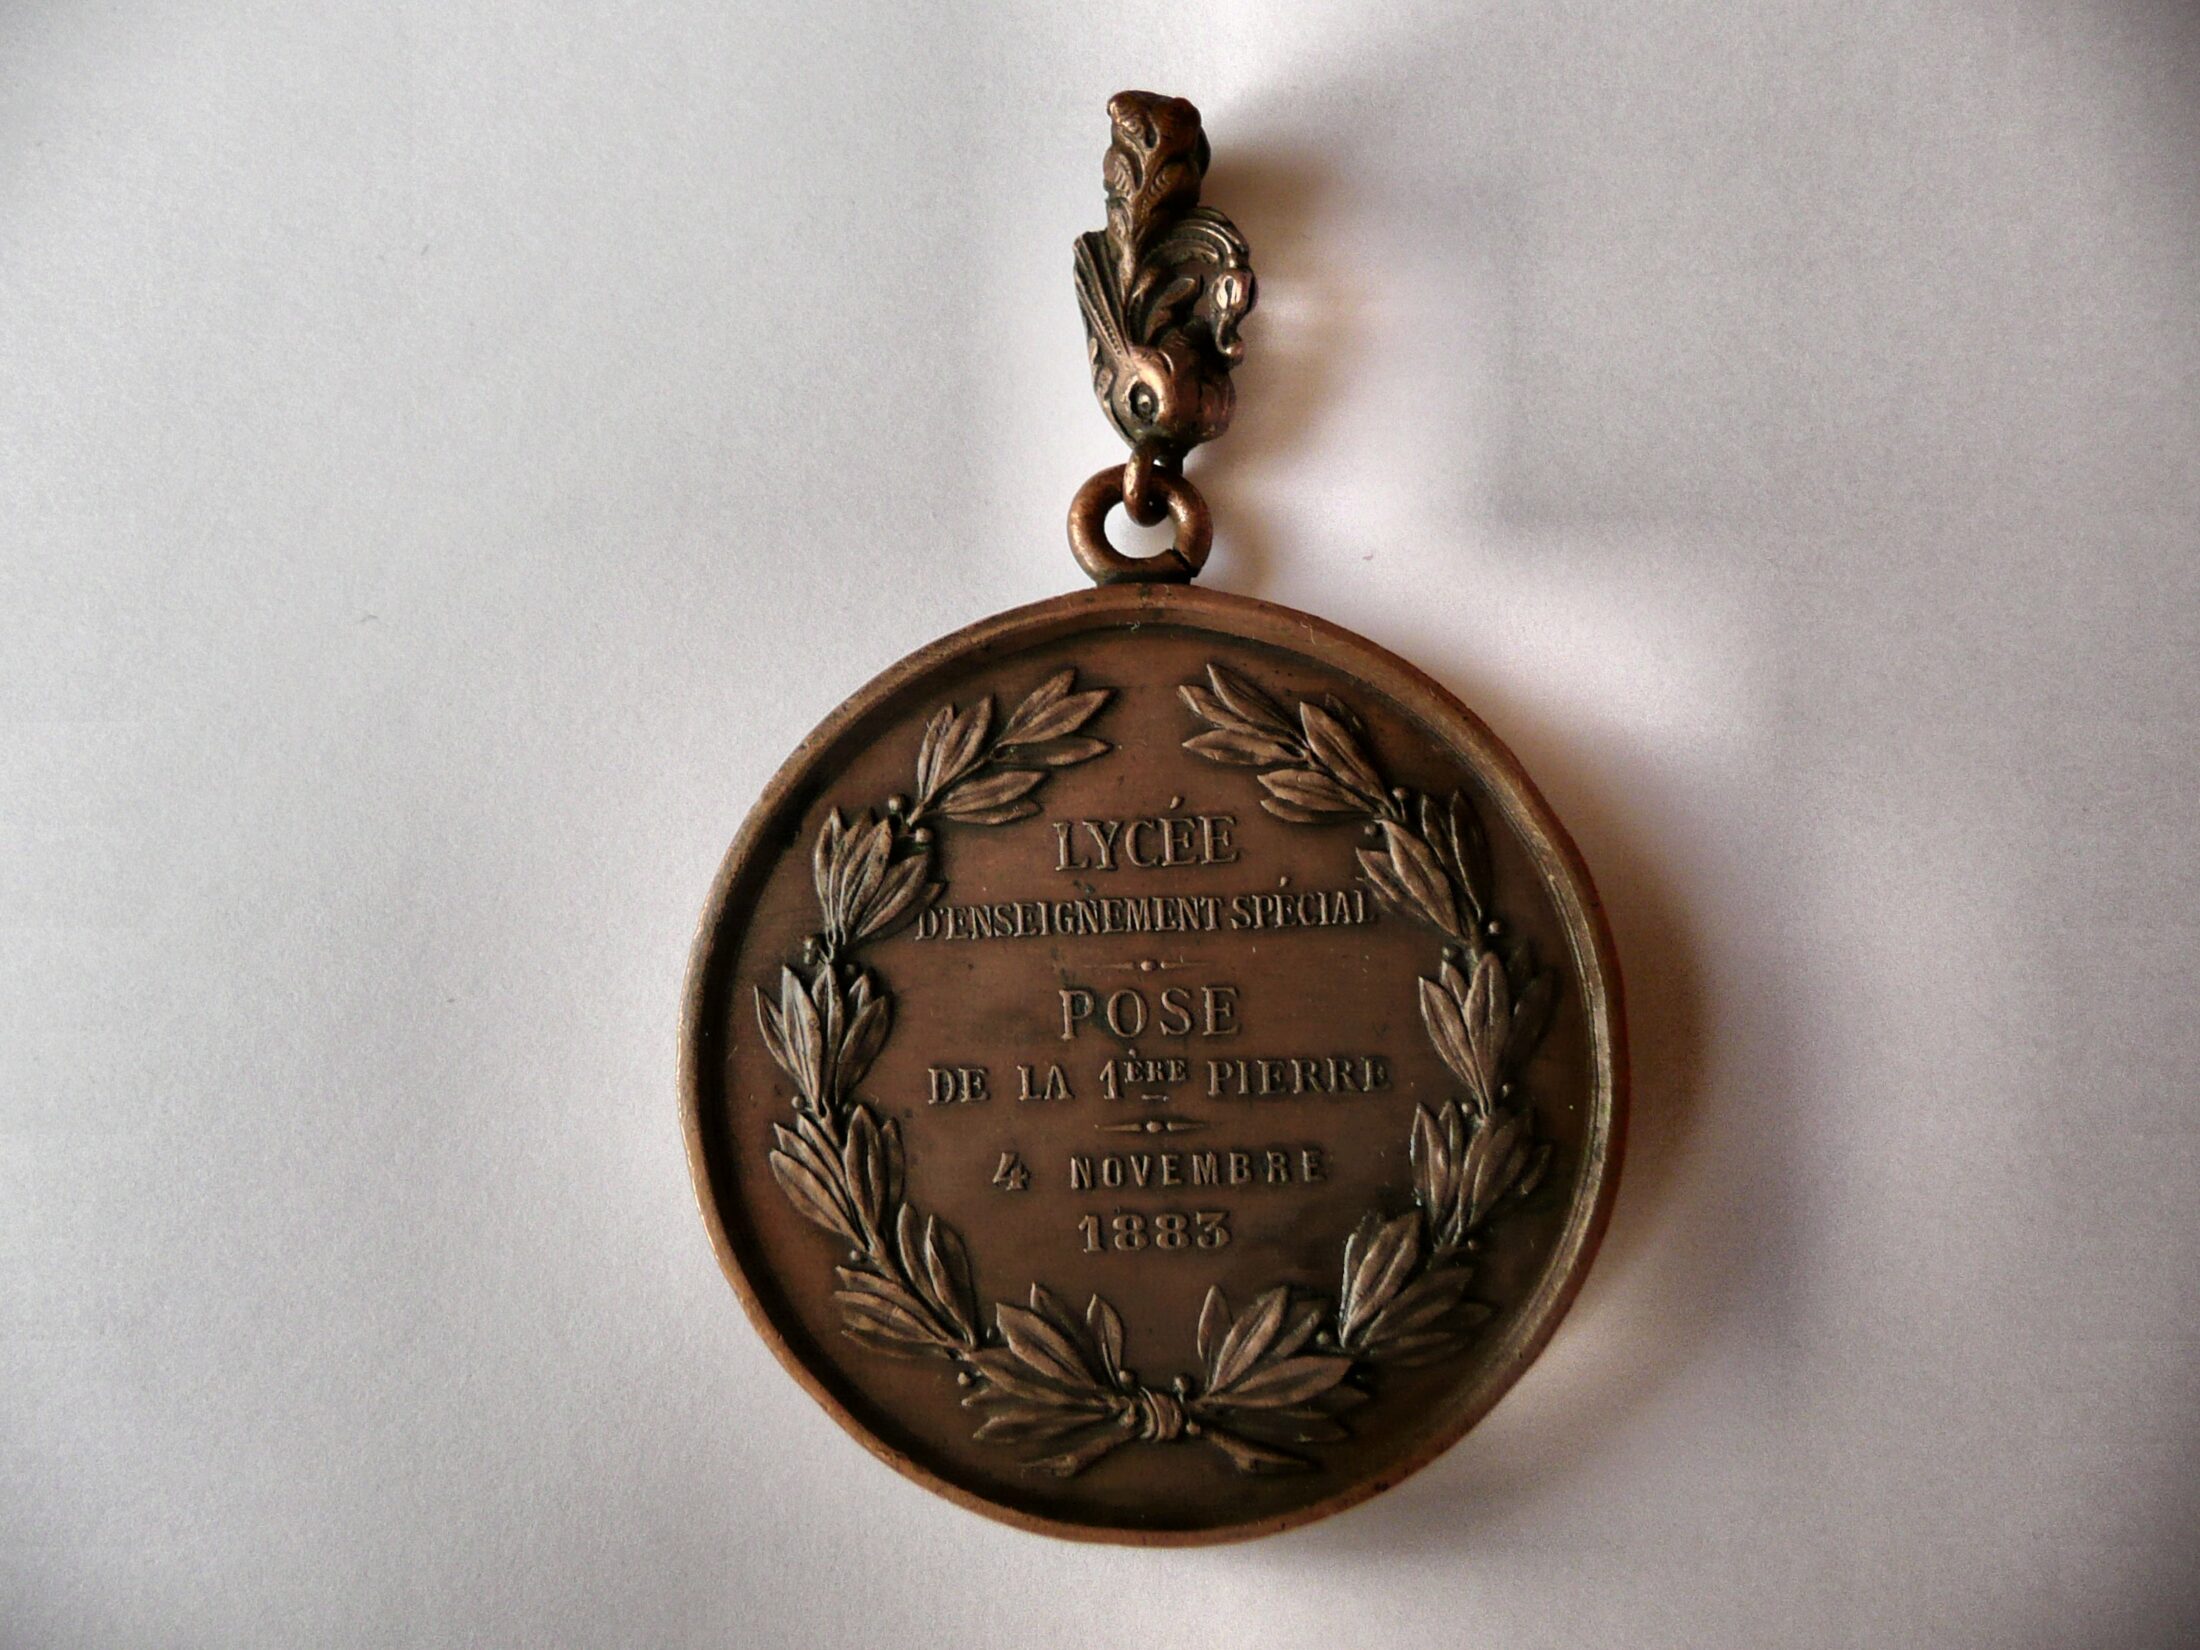 LYCÉE
D'ENSEIGNEMENT SPÉCIAL
POSE
DE LA 1ÈRE PIERRE
4 NOVEMBRE
1883